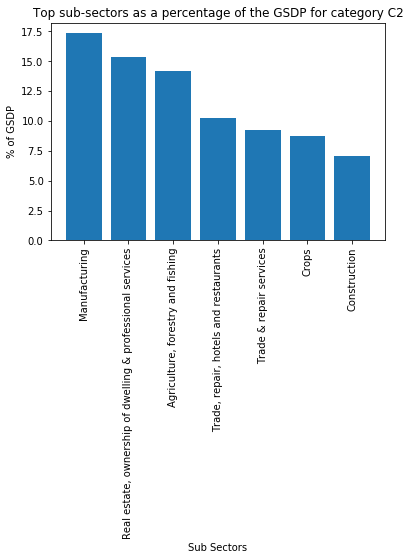 Top sub-sectors as a percentage of the GSDP for category C2
17.5
15.0
12.5
10.0
7.5
5.0
2.5
0.0
% of GSDP
Manufacturing
Real estate, ownership of dwelling & professional services
Agriculture, forestry and fishing
Trade, repair, hotels and restaurants
Trade & repair services
Crops
Construction
Sub Sectors